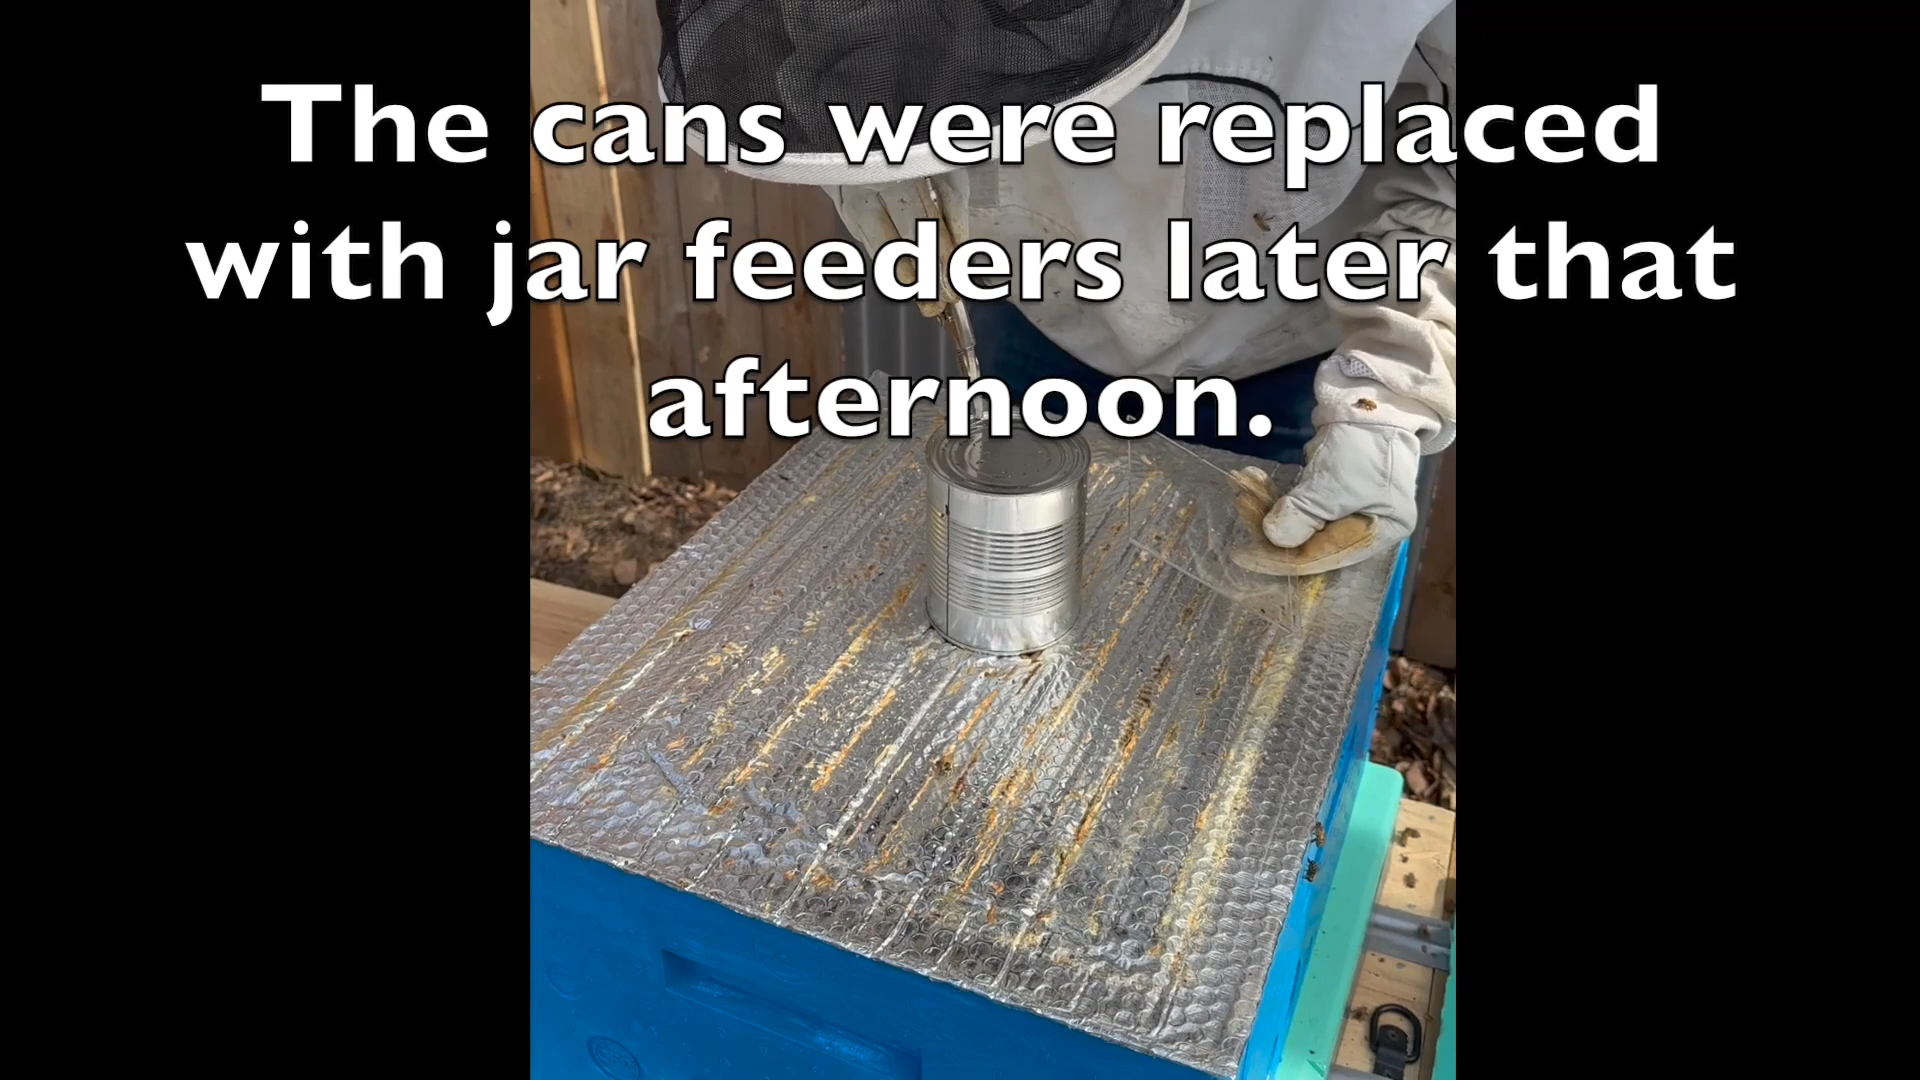 The cans were replaced
with jar feeders later that
afternoon.